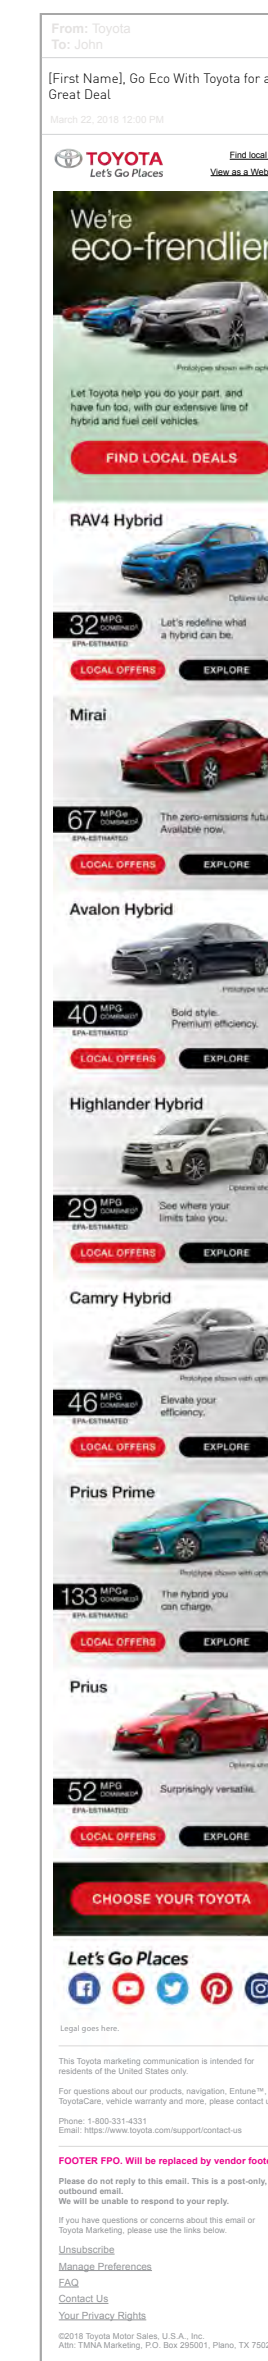 From: Toyota
To: John
[First Name], Go Eco With Toyota for a
Great Deal
March 22, 2018 12:00 PM
TOYOTA
Let's Go Places
Find local
View as a Web
We're
eco-frendlier
Prototypes shown with opti
Let Toyota help you do your part, and
have fun too, with our extensive line of
hybrid and fuel cell vehicles.
FIND LOCAL DEALS
RAV4 Hybrid
Options sho
32 MPG COMBINED
EPA-ESTIMATED
Let's redefine what
a hybrid can be.
LOCAL OFFERS EXPLORE
Mirai
67 MPGe COMBINED
EPA-ESTIMATED
The zero-emissions futu
Available now.
LOCAL OFFERS EXPLORE
Avalon Hybrid
Prototype sho
40 MPG COMBINED
EPA-ESTIMATED
Bold style.
Premium efficiency.
LOCAL OFFERS EXPLORE
Highlander Hybrid
Options sho
29 MPG COMBINED
EPA-ESTIMATED
See where your
limits take you.
LOCAL OFFERS EXPLORE
Camry Hybrid
Prototype shown with opti
46 MPG COMBINED
EPA-ESTIMATED
Elevate your
efficiency.
LOCAL OFFERS EXPLORE
Prius Prime
Prototype shown with opti
133 MPGe COMBINED
EPA-ESTIMATED
The hybrid you
can charge.
LOCAL OFFERS EXPLORE
Prius
Options sho
52 MPG COMBINED
EPA-ESTIMATED
Surprisingly versatile.
LOCAL OFFERS EXPLORE
CHOOSE YOUR TOYOTA
Let's Go Places
Legal goes here.
This Toyota marketing communication is intended for
residents of the United States only.
For questions about our products, navigation, Entune™,
ToyotaCare, vehicle warranty and more, please contact u
Phone: 1-800-331-4331
Email: https://www.toyota.com/support/contact-us
FOOTER FPO. Will be replaced by vendor foote
Please do not reply to this email. This is a post-only,
outbound email.
We will be unable to respond to your reply.
If you have questions or concerns about this email or
Toyota Marketing, please use the links below.
Unsubscribe
Manage Preferences
FAQ
Contact Us
Your Privacy Rights
©2018 Toyota Motor Sales, U.S.A., Inc.
Attn: TMNA Marketing, P.O. Box 295001, Plano, TX 7502